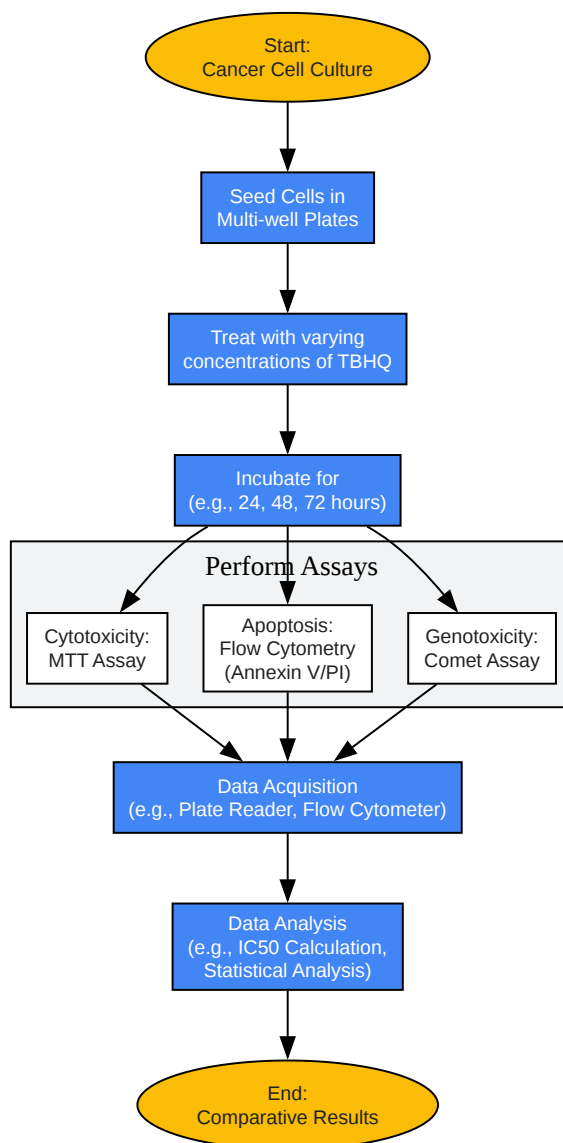 Start:
Cancer Cell Culture
Seed Cells in
Multi-well Plates
Treat with varying
concentrations of TBHQ
Incubate for
(e.g., 24, 48, 72 hours)
Perform Assays
Cytotoxicity:
MTT Assay
Apoptosis:
Flow Cytometry
(Annexin V/PI)
Genotoxicity:
Comet Assay
Data Acquisition
(e.g., Plate Reader, Flow Cytometer)
Data Analysis
(e.g., IC50 Calculation,
Statistical Analysis)
End:
Comparative Results